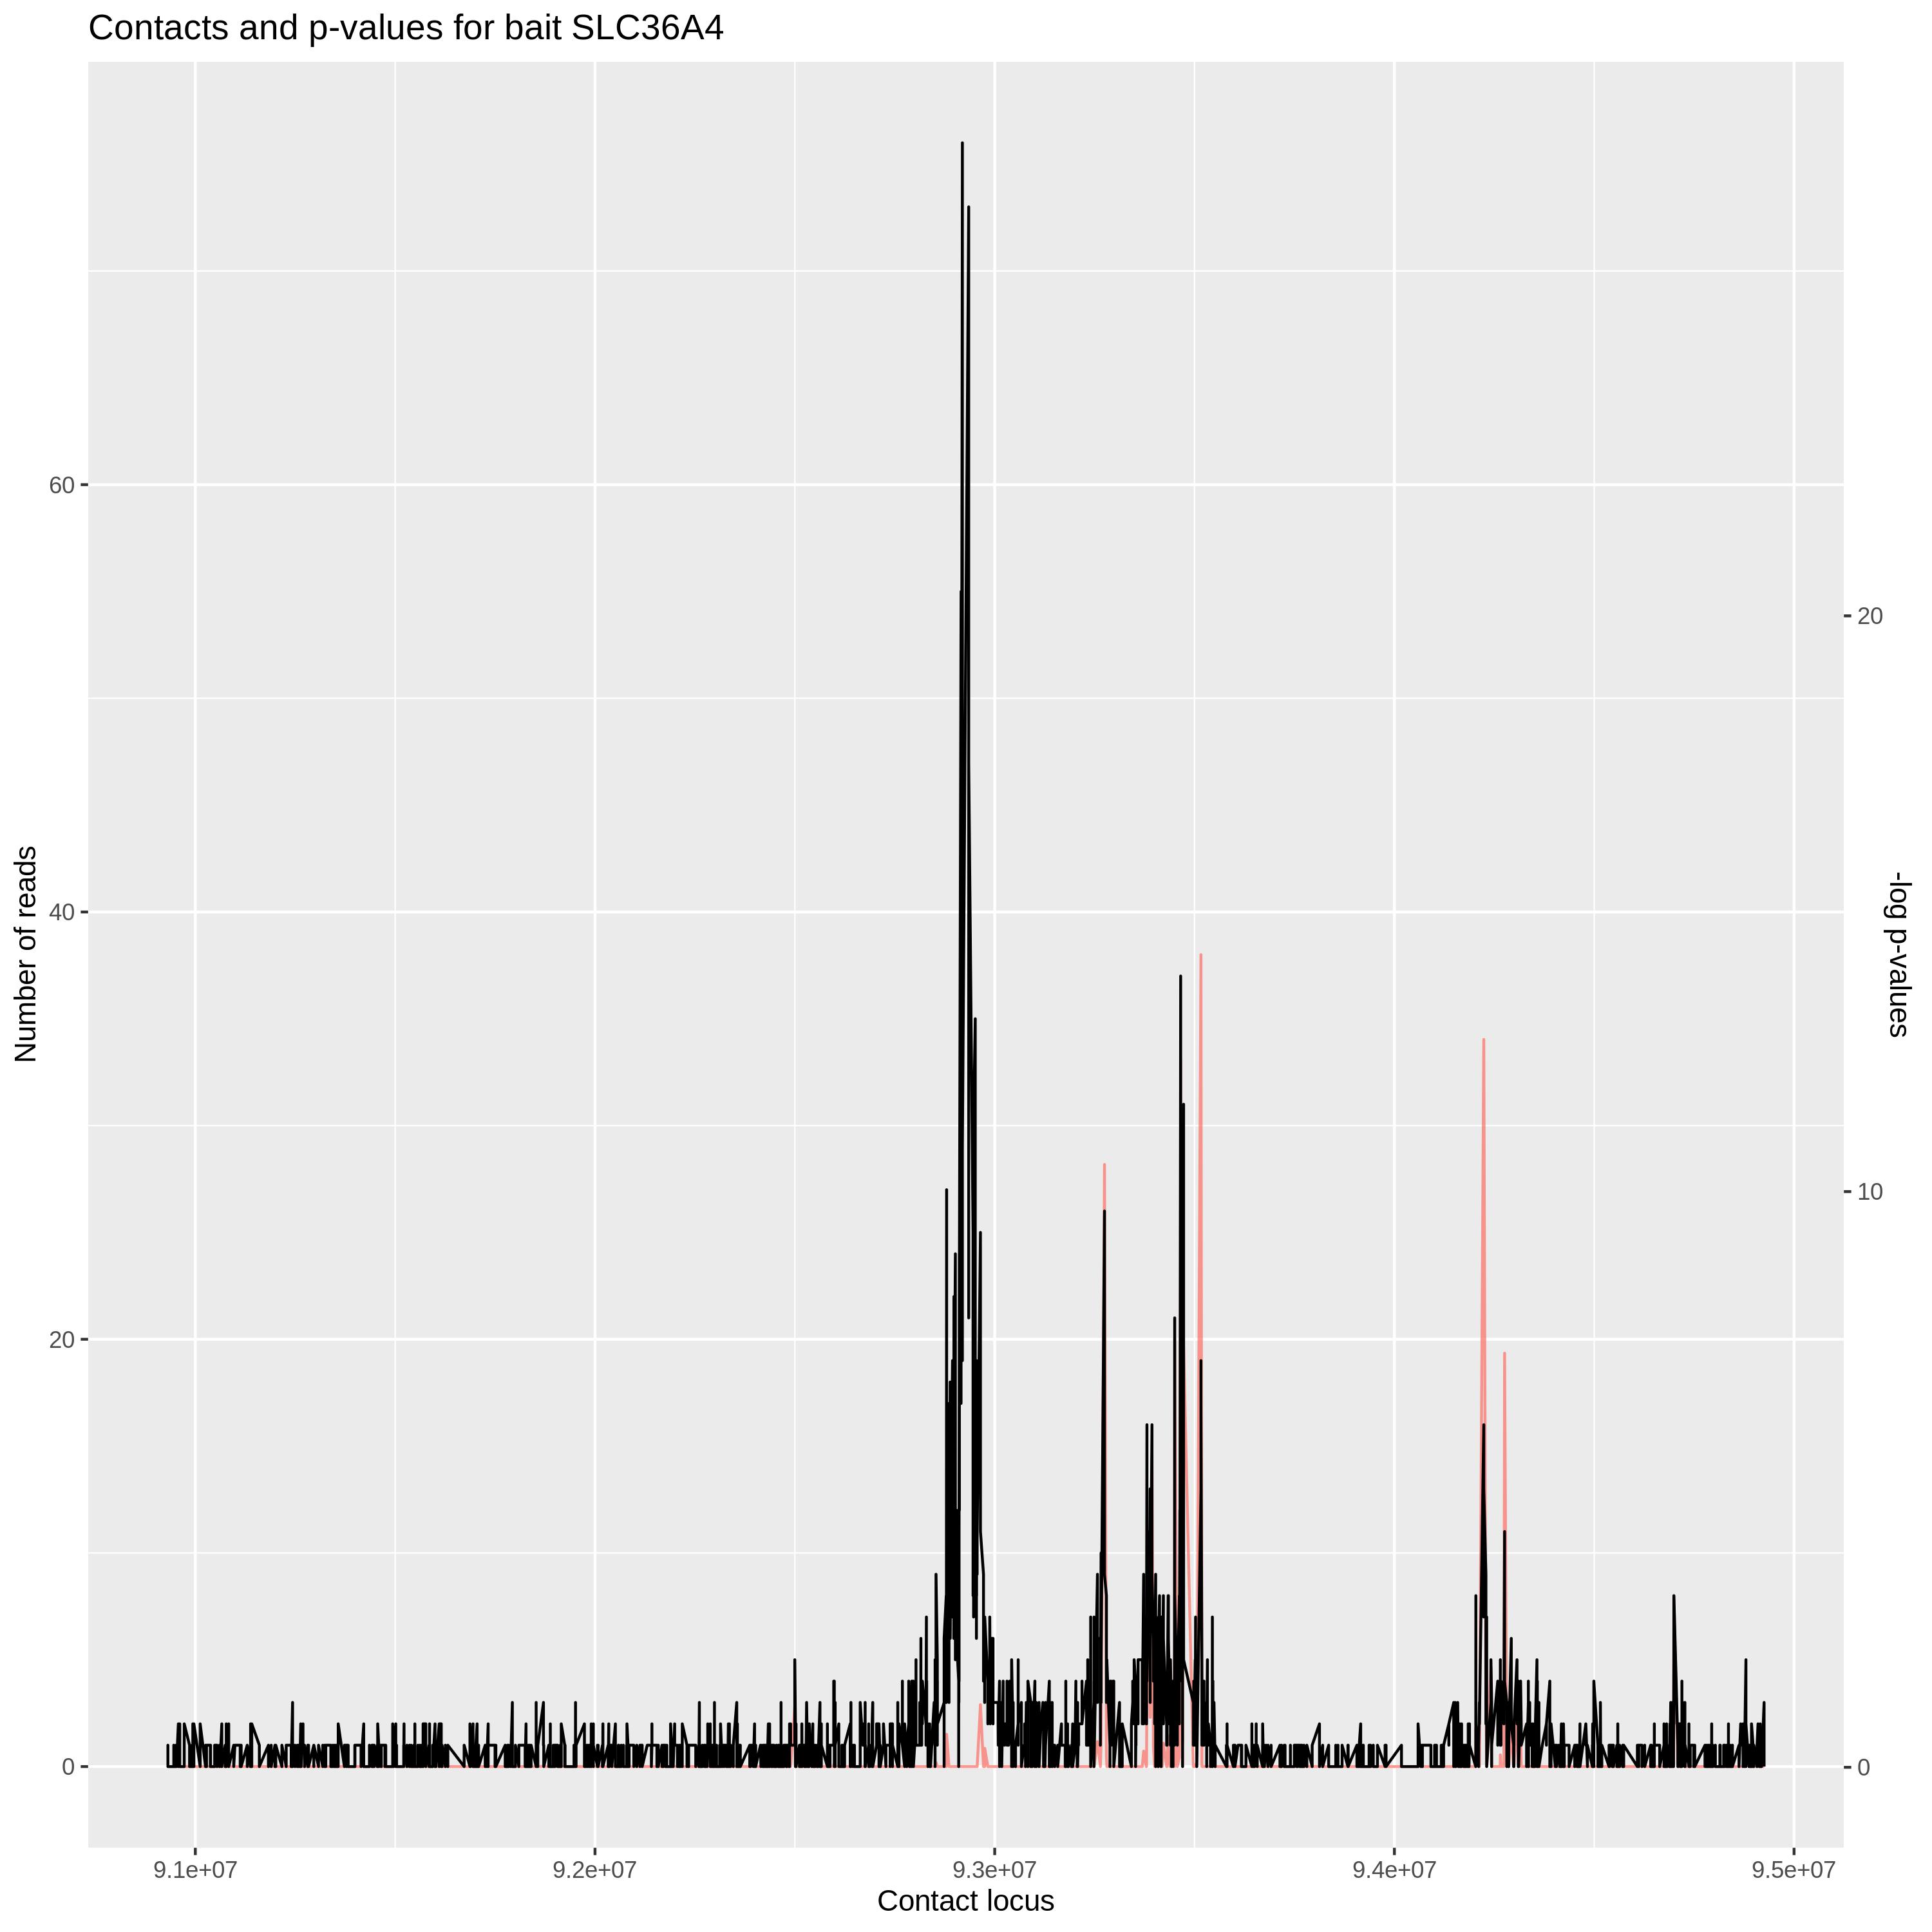 Contacts and p-values for bait SLC36A4
Number of reads
60
40
20
0
20
10
0
-log p-values
9.1e+07 9.2e+07 9.3e+07 9.4e+07 9.5e+07
Contact locus